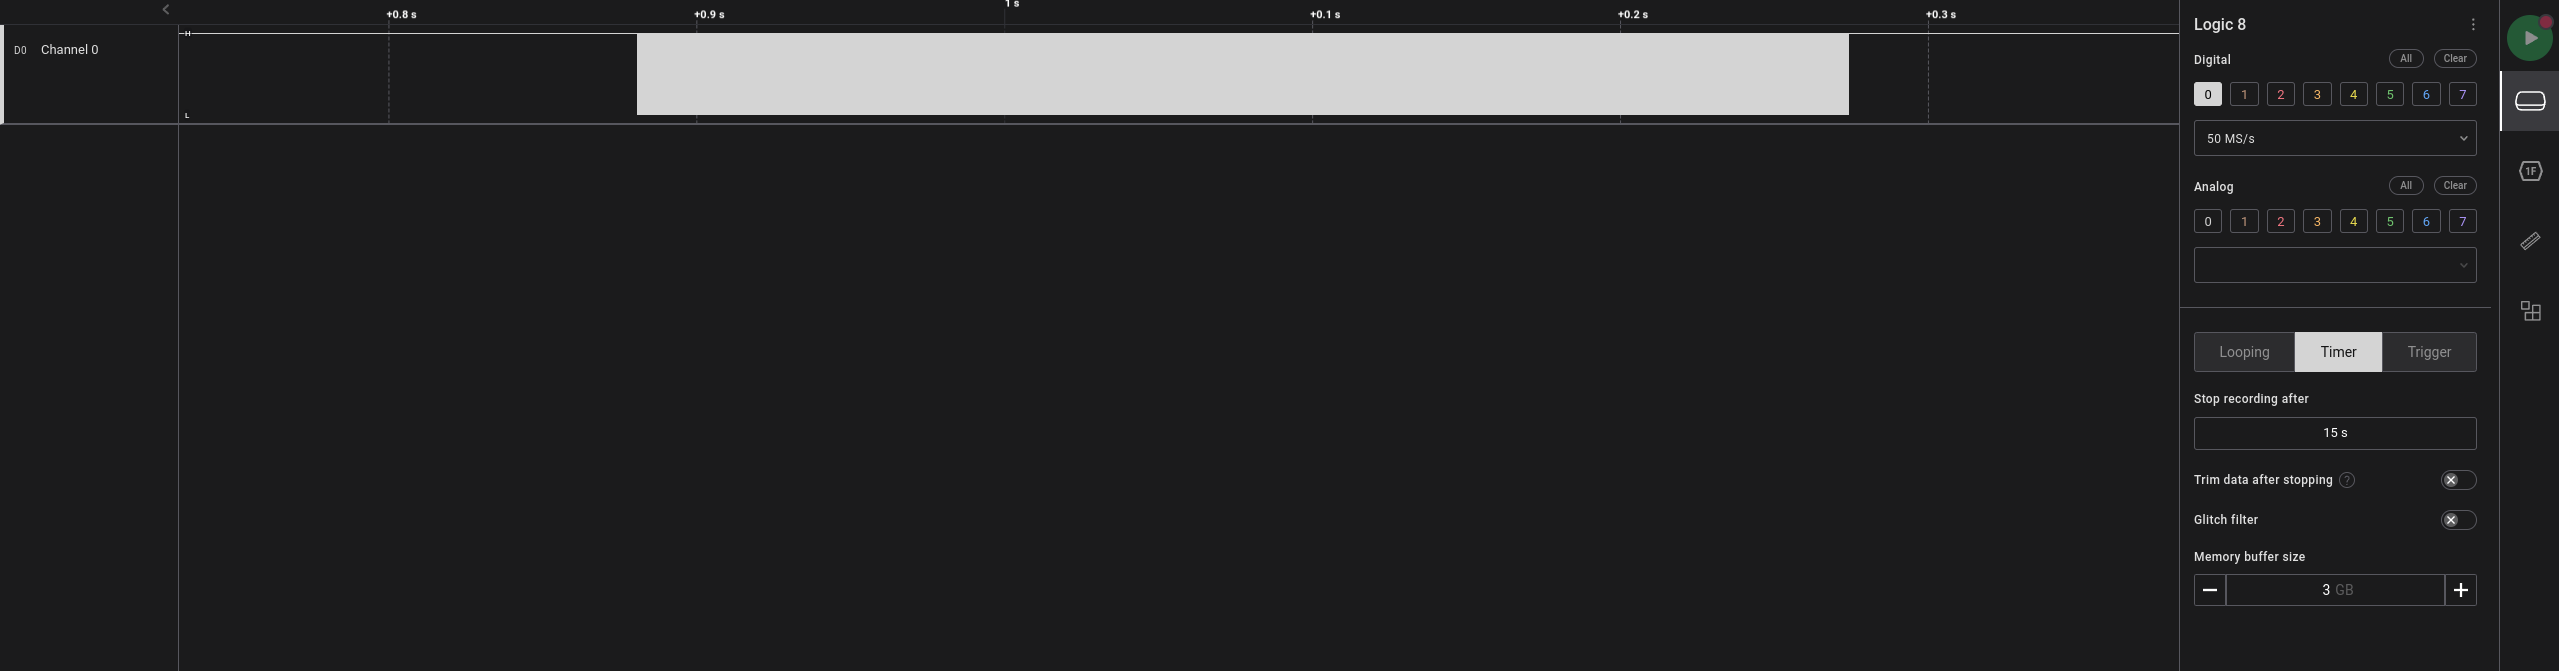 1 s
+0.8 s +0.9 s +0.1 s +0.2 s +0.3 s
D0 Channel 0
H
L
Logic 8
Digital All Clear
0 1 2 3 4 5 6 7
50 MS/s
Analog All Clear
0 1 2 3 4 5 6 7
Looping Timer Trigger
Stop recording after
15 s
Trim data after stopping ?
Glitch filter
Memory buffer size
3 GB
1F